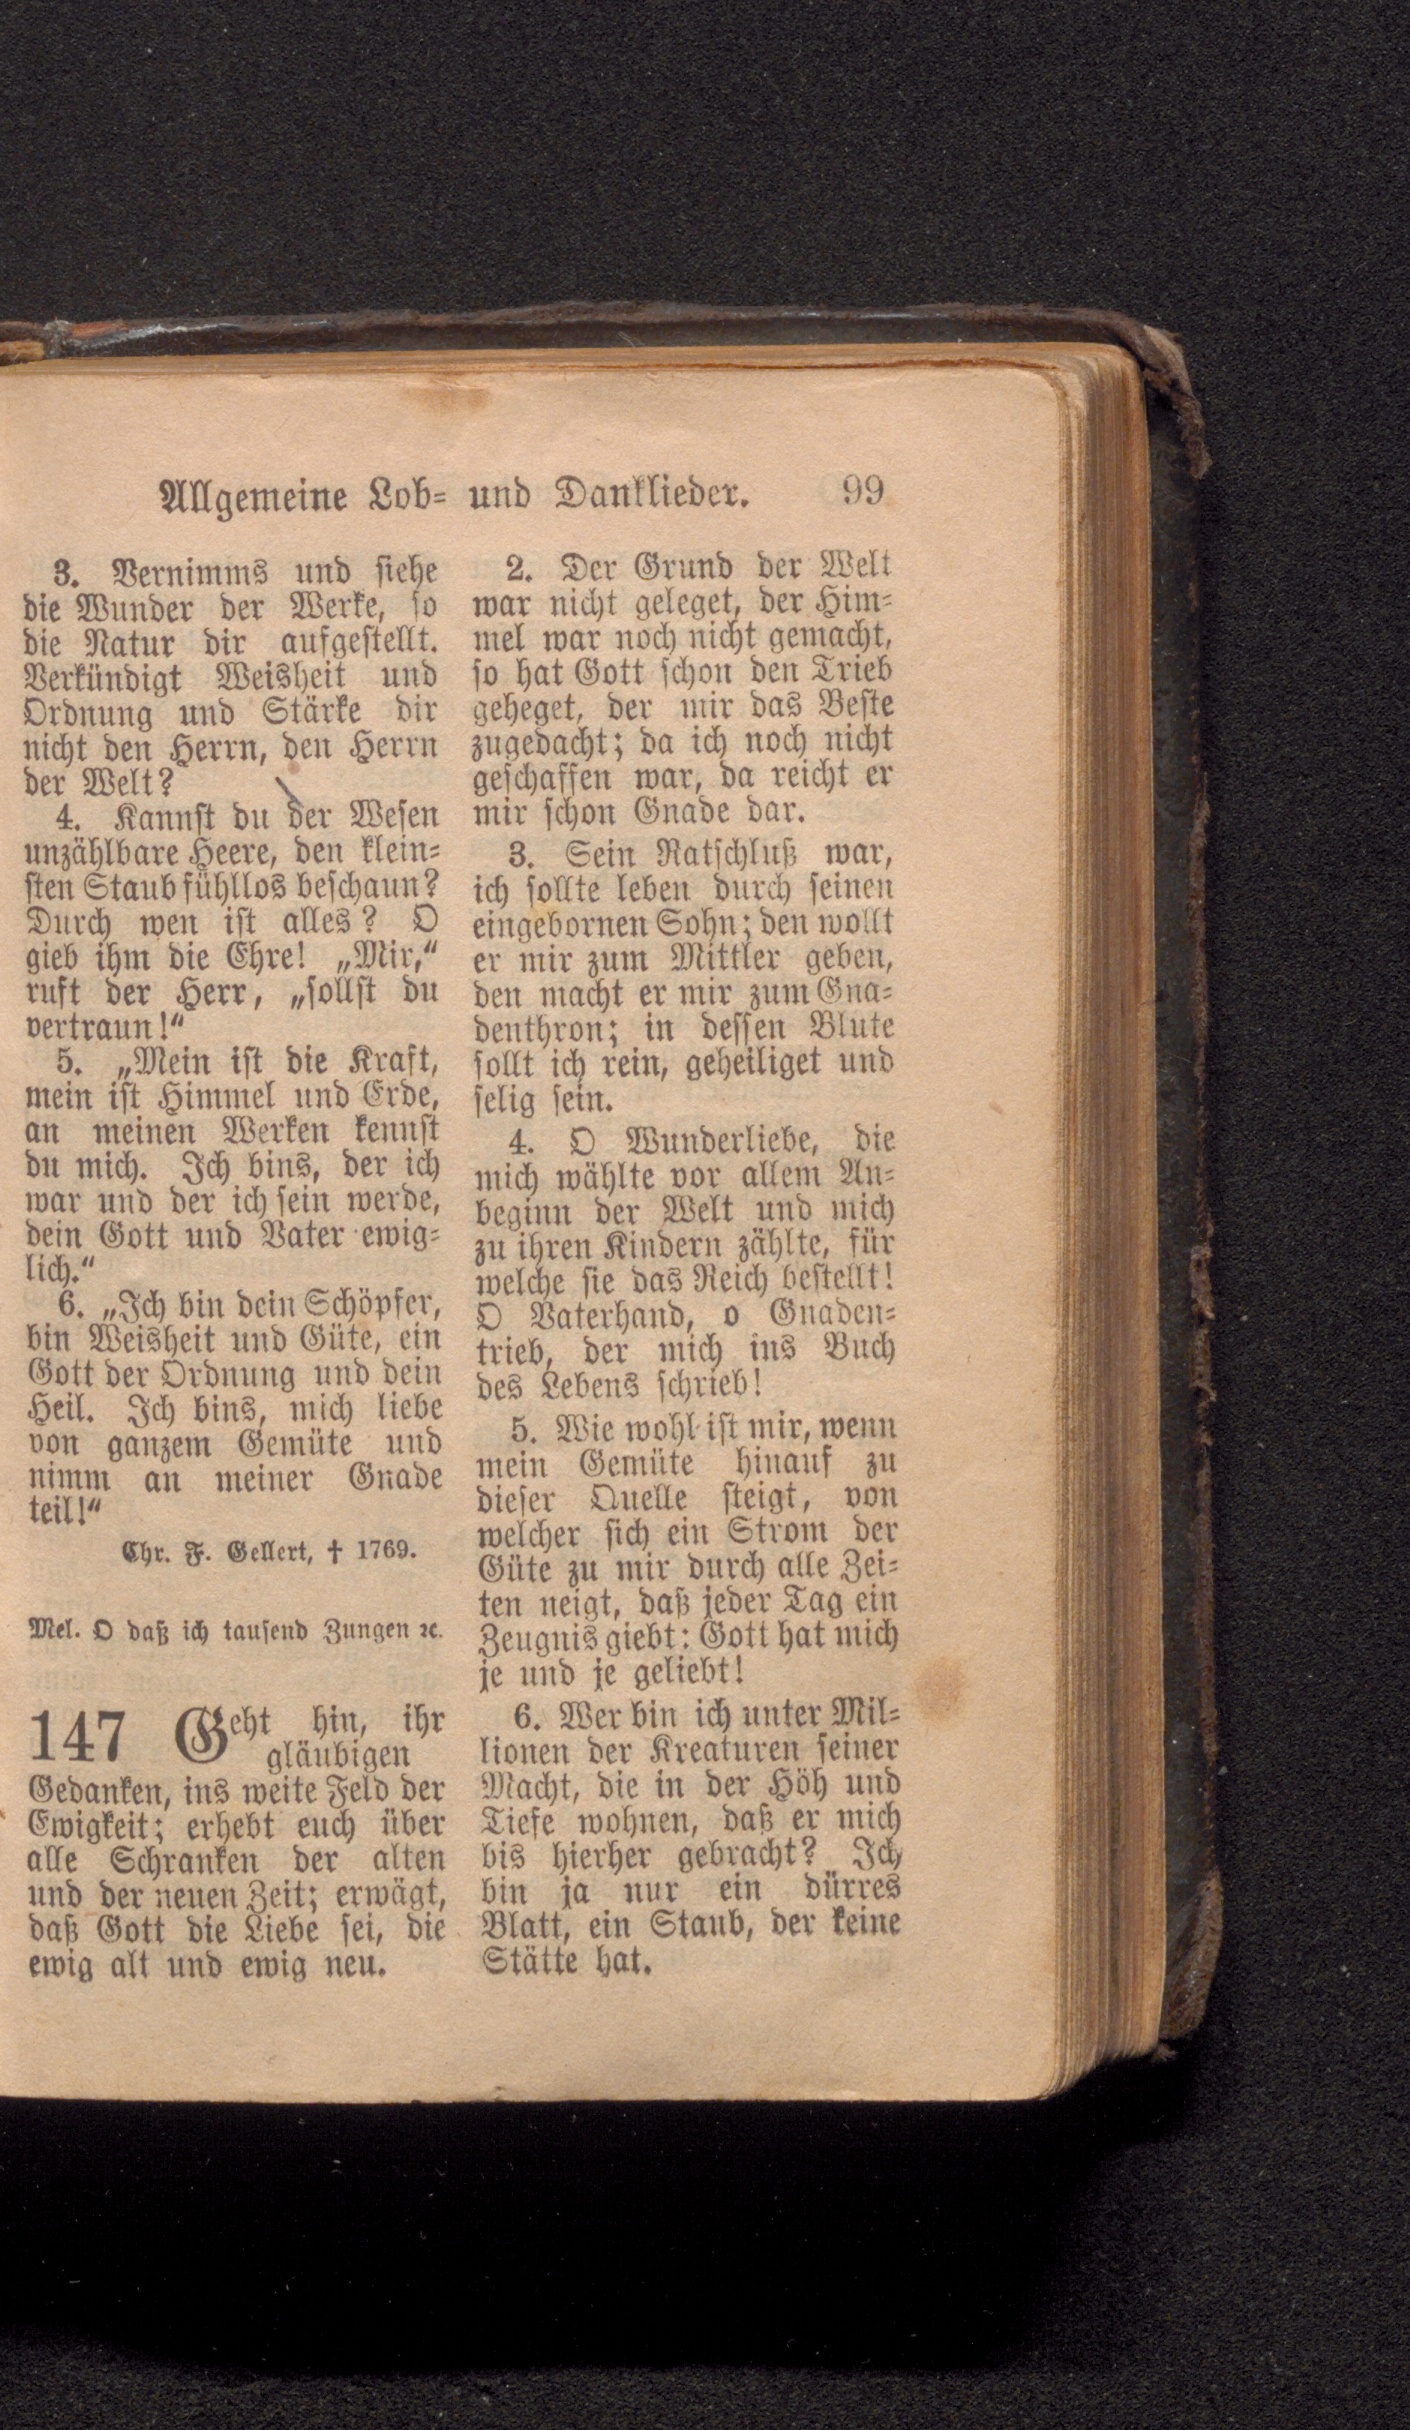 Allgemeine Lob- und Danklieder. 99
3. Vernimms und siehe
die Wunder der Werke, so
die Natur dir aufgestellt.
Verkündigt Weisheit und
Ordnung und Stärke dir
nicht den Herrn, den Herrn
der Welt?
4. Kannst du der Wesen
unzählbare Heere, den klein-
sten Staub fühllos beschaun?
Durch wen ist alles? O
gieb ihm die Ehre! „Mir,“
ruft der Herr, „sollst du
vertraun!“
5. „Mein ist die Kraft,
mein ist Himmel und Erde,
an meinen Werken kennst
du mich. Ich bins, der ich
war und der ich sein werde,
dein Gott und Vater ewig-
lich.“
6. „Ich bin dein Schöpfer,
bin Weisheit und Güte, ein
Gott der Ordnung und dein
Heil. Ich bins, mich liebe
von ganzem Gemüte und
nimm an meiner Gnade
teil!“
Chr. F. Gellert, † 1769.
Mel. O daß ich tausend Zungen ꝛc.
147 Geht hin, ihr
gläubigen
Gedanken, ins weite Feld der
Ewigkeit; erhebt euch über
alle Schranken der alten
und der neuen Zeit; erwägt,
daß Gott die Liebe sei, die
ewig alt und ewig neu.
2. Der Grund der Welt
war nicht geleget, der Him-
mel war noch nicht gemacht,
so hat Gott schon den Trieb
geheget, der mir das Beste
zugedacht; da ich noch nicht
geschaffen war, da reicht er
mir schon Gnade dar.
3. Sein Ratschluß war,
ich sollte leben durch seinen
eingebornen Sohn; den wollt
er mir zum Mittler geben,
den macht er mir zum Gna-
denthron; in dessen Blute
sollt ich rein, geheiliget und
selig sein.
4. O Wunderliebe, die
mich wählte vor allem An-
beginn der Welt und mich
zu ihren Kindern zählte, für
welche sie das Reich bestellt!
O Vaterhand, o Gnaden-
trieb, der mich ins Buch
des Lebens schrieb!
5. Wie wohl ist mir, wenn
mein Gemüte hinauf zu
dieser Quelle steigt, von
welcher sich ein Strom der
Güte zu mir durch alle Zei-
ten neigt, daß jeder Tag ein
Zeugnis giebt: Gott hat mich
je und je geliebt!
6. Wer bin ich unter Mil-
lionen der Kreaturen seiner
Macht, die in der Höh und
Tiefe wohnen, daß er mich
bis hierher gebracht? Ich
bin ja nur ein dürres
Blatt, ein Staub, der keine
Stätte hat.